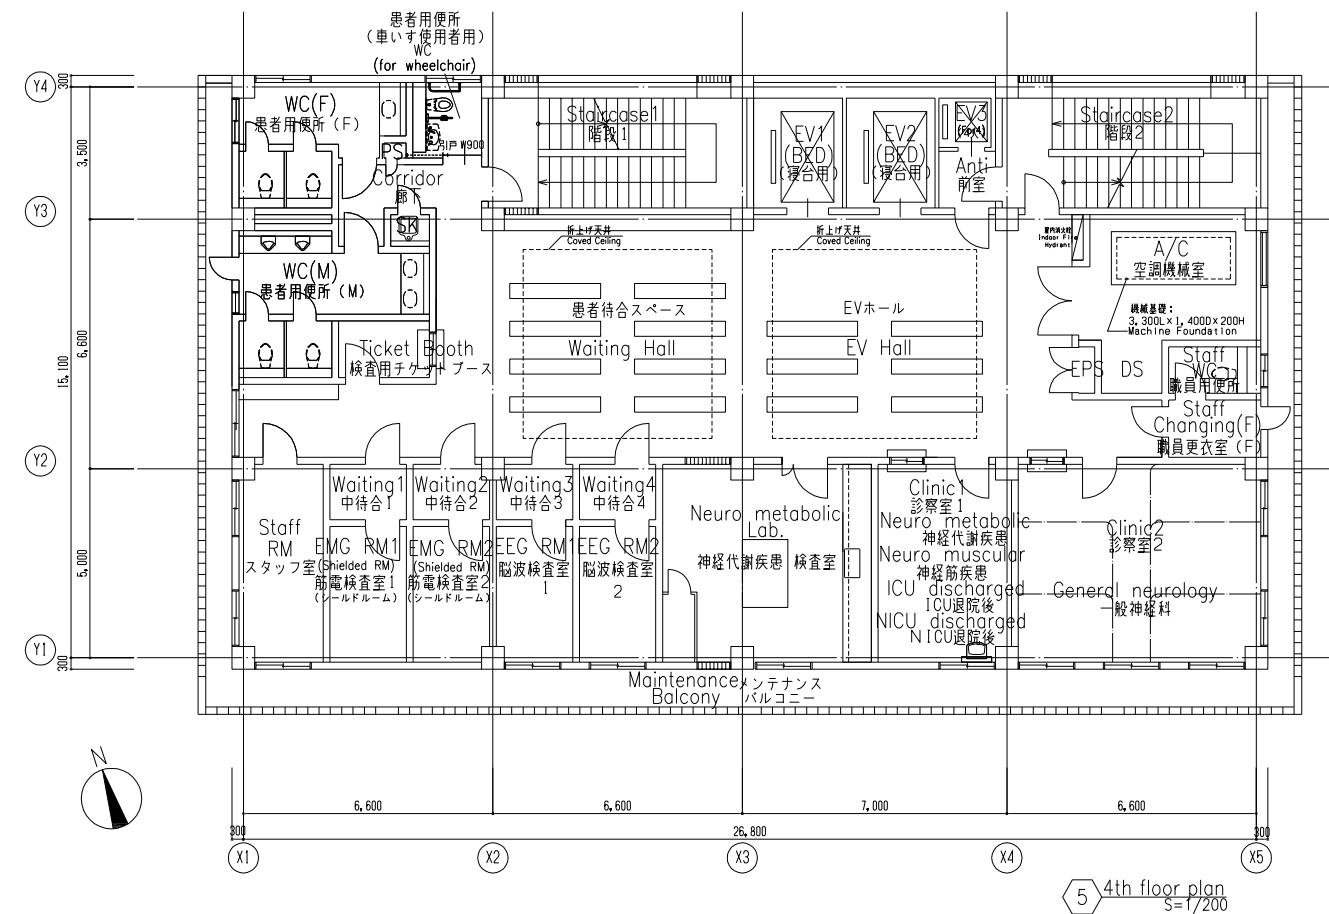 患者用便所
（車いす使用者用）
WC
(for wheelchair)
Y4
300
WC(F)
患者用便所（F）
PS
引戸 W900
Staircase1
階段1
EV1
(BED)
(寝台用)
EV2
(BED)
(寝台用)
EV3
Anti
前室
Staircase2
階段2
3,500
Corridor
廊下
Y3
SK
折上げ天井
Coved Ceiling
折上げ天井
Coved Ceiling
屋内消火栓
Indoor Fire
Hydrant
A/C
空調機械室
WC(M)
患者用便所（M）
患者待合スペース
Waiting Hall
EVホール
EV Hall
機械基礎：
3,300L×1,400D×200H
Machine Foundation
6,600
15,100
Ticket Booth
検査用チケットブース
EPS
DS
Staff
WC
職員用便所
Staff
Changing(F)
職員更衣室（F）
Y2
Waiting1
中待合1
Waiting2
中待合2
Waiting3
中待合3
Waiting4
中待合4
Staff
RM
スタッフ室
EMG RM1
(Shielded RM)
筋電検査室1
(シールドルーム)
EMG RM2
(Shielded RM)
筋電検査室2
(シールドルーム)
EEG RM1
脳波検査室
1
EEG RM2
脳波検査室
2
Neuro metabolic
Lab.
神経代謝疾患 検査室
Clinic1
診察室1
Neuro metabolic
神経代謝疾患
Neuro muscular
神経筋疾患
ICU discharged
ICU退院後
NICU discharged
NICU退院後
Clinic2
診察室2
General neurology
一般神経科
5,000
Y1
300
Maintenance
Balcony
メンテナンス
バルコニー
N
6,600
6,600
7,000
6,600
300
26,800
300
X1
X2
X3
X4
X5
5
4th floor plan
S=1/200